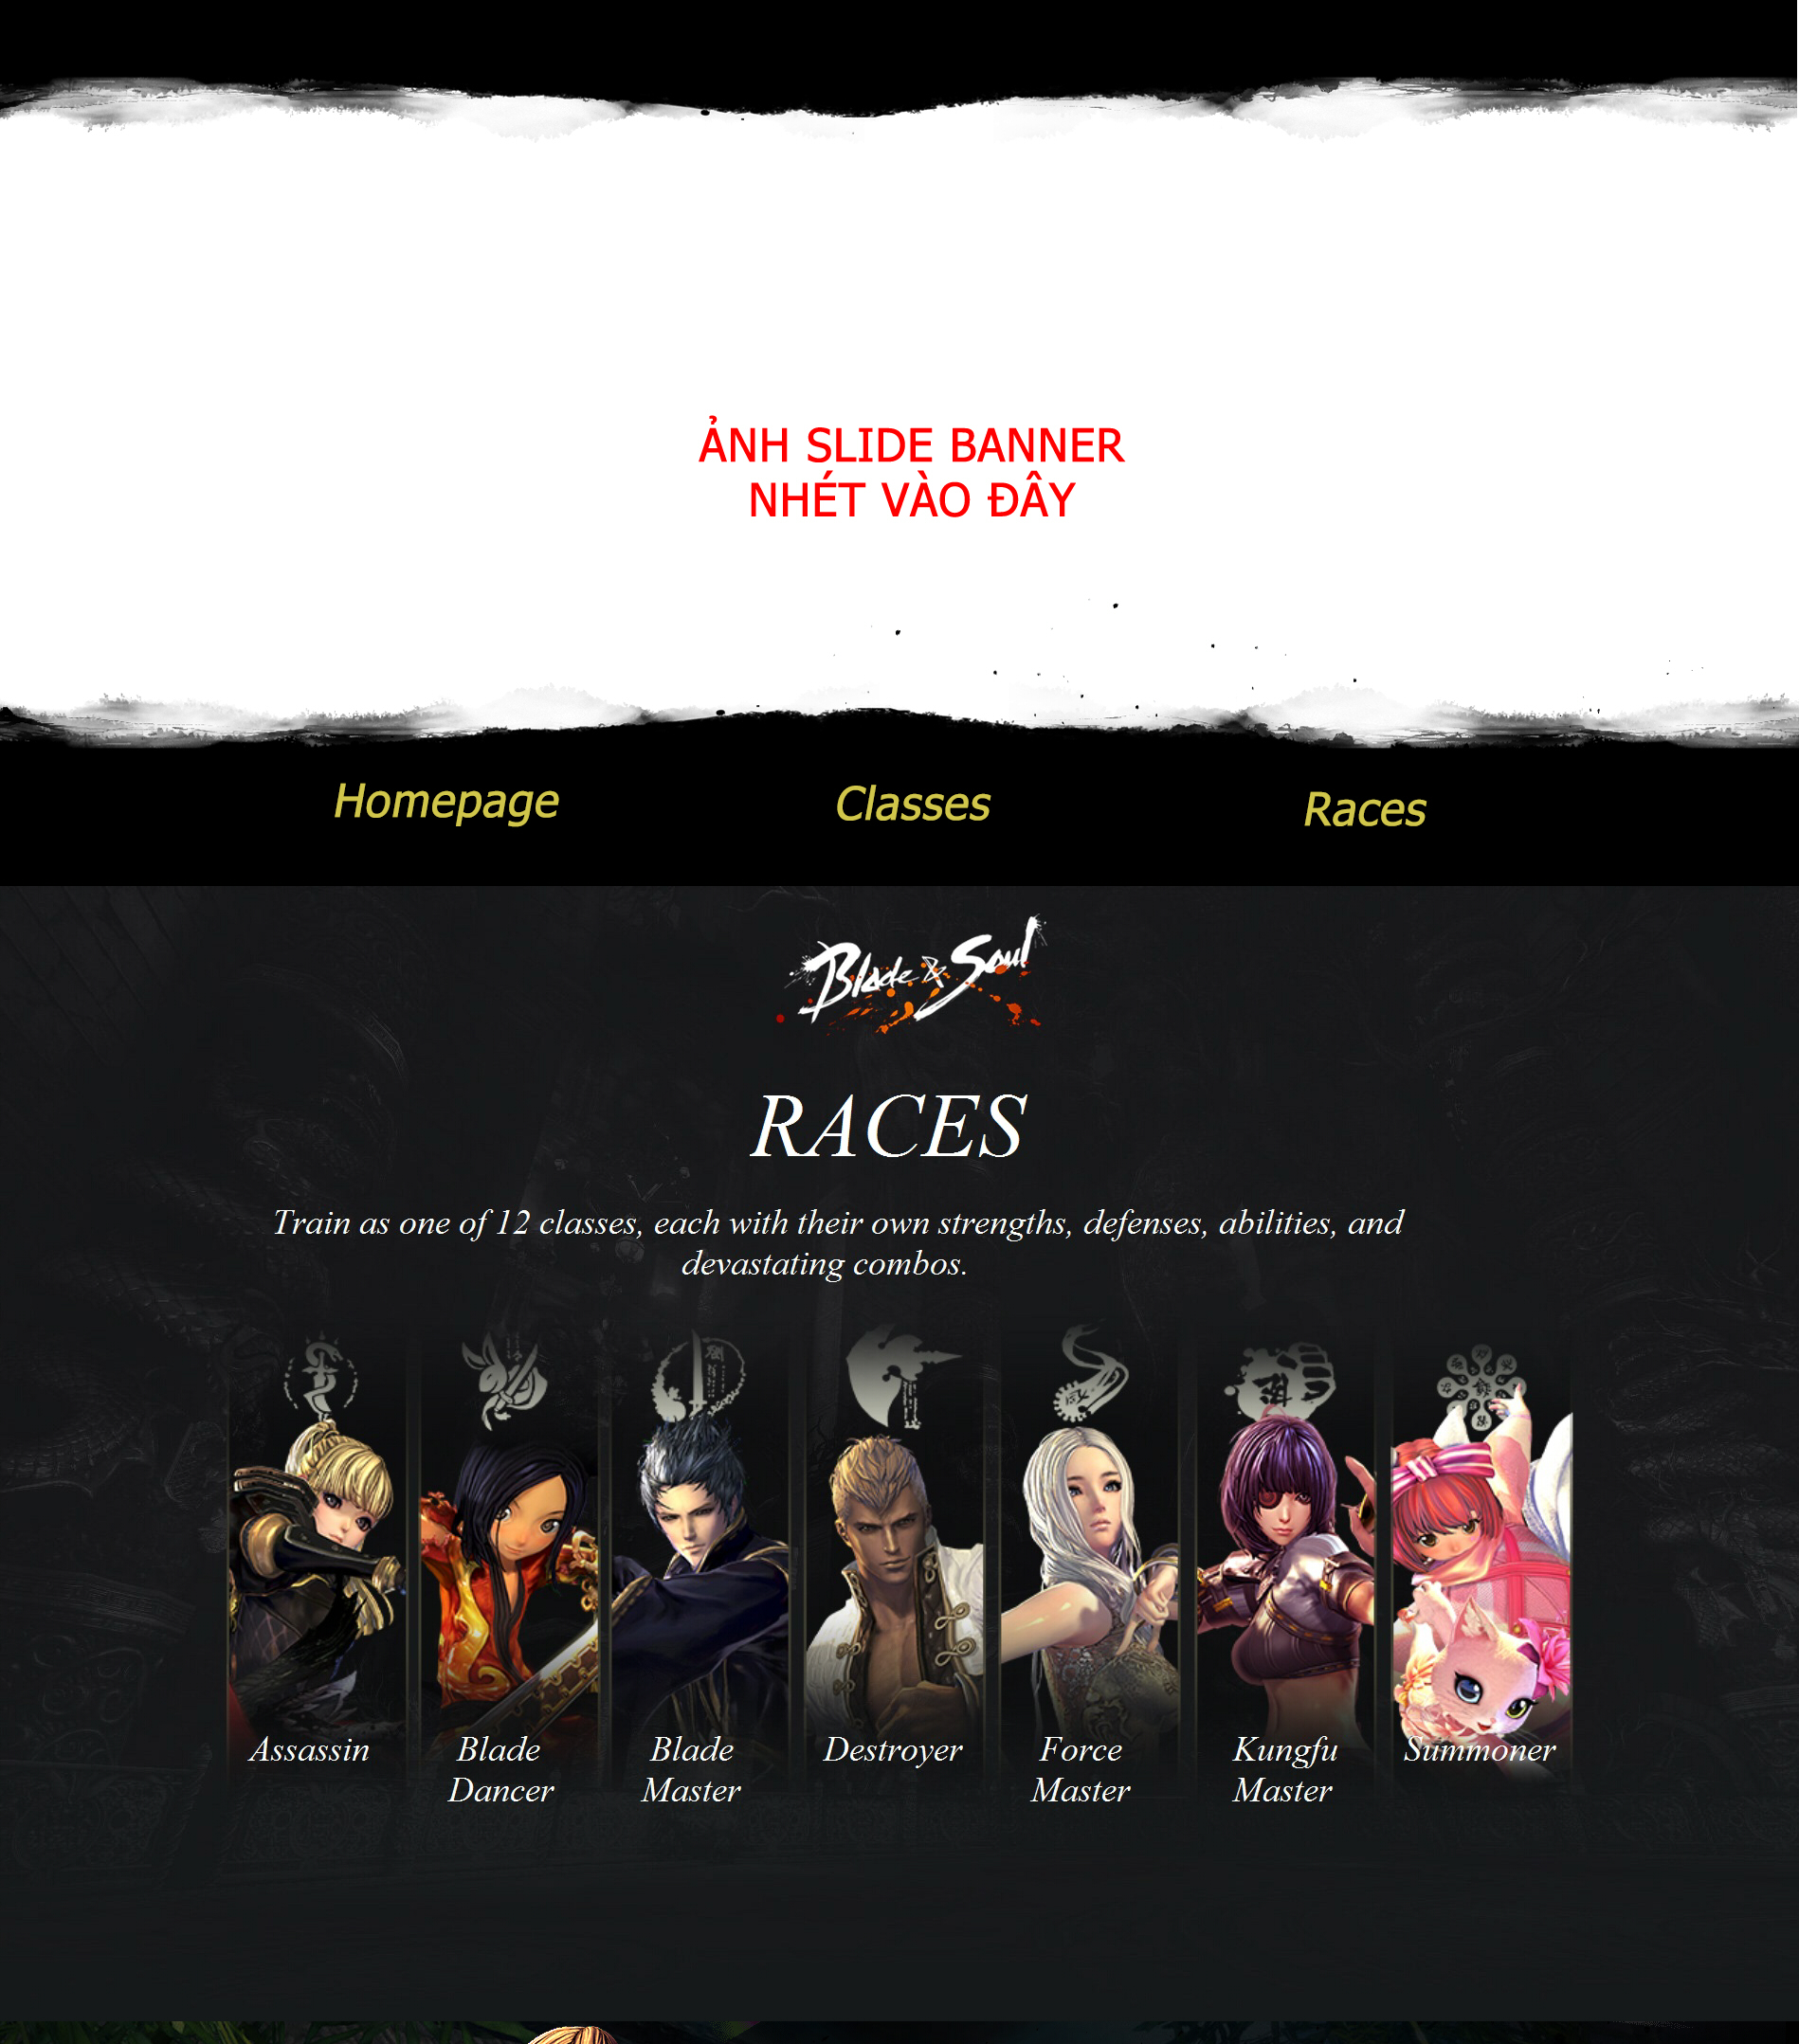 ẢNH SLIDE BANNER
NHÉT VÀO ĐÂY
Homepage
Classes
Races
Blade & Soul
RACES
Train as one of 12 classes, each with their own strengths, defenses, abilities, and
devastating combos.
Assassin
Blade
Dancer
Blade
Master
Destroyer
Force
Master
Kungfu
Master
Summoner